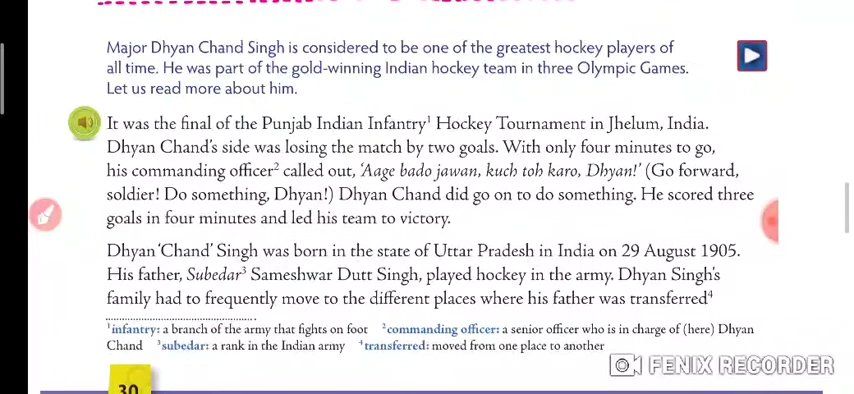 Major Dhyan Chand Singh is considered to be one of the greatest hockey players of
all time. He was part of the gold-winning Indian hockey team in three Olympic Games.
Let us read more about him.
It was the final of the Punjab Indian Infantry¹ Hockey Tournament in Jhelum, India.
Dhyan Chand's side was losing the match by two goals. With only four minutes to go,
his commanding officer² called out, 'Aage bado jawan, kuch toh karo, Dhyan!' (Go forward,
soldier! Do something, Dhyan!) Dhyan Chand did go on to do something. He scored three
goals in four minutes and led his team to victory.
Dhyan 'Chand' Singh was born in the state of Uttar Pradesh in India on 29 August 1905.
His father, Subedar³ Sameshwar Dutt Singh, played hockey in the army. Dhyan Singh's
family had to frequently move to the different places where his father was transferred⁴
¹infantry: a branch of the army that fights on foot ²commanding officer: a senior officer who is in charge of (here) Dhyan
Chand ³subedar: a rank in the Indian army ⁴transferred: moved from one place to another
FENIX RECORDER
30